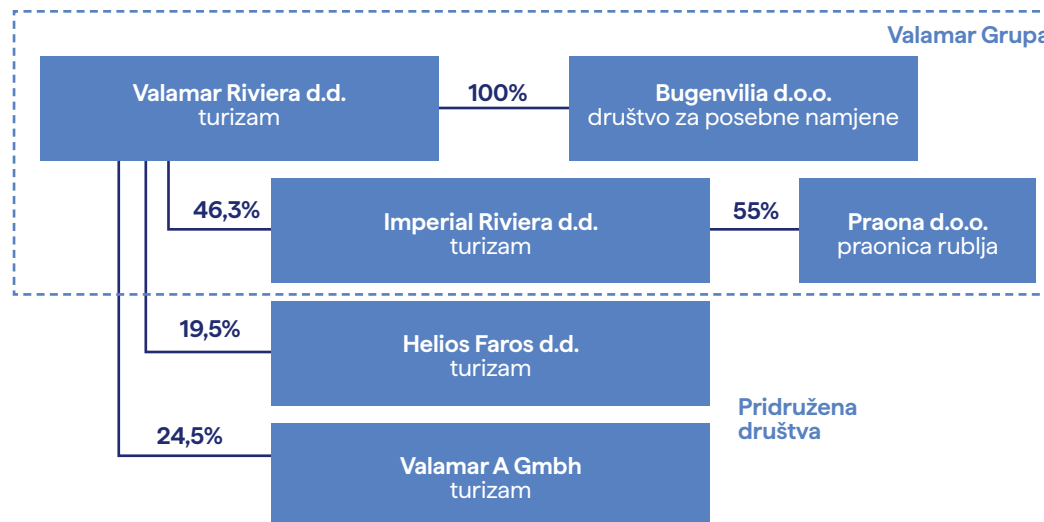 Valamar Grupa
Valamar Riviera d.d.
turizam
100%
Bugenvilia d.o.o.
društvo za posebne namjene
46,3%
Imperial Riviera d.d.
turizam
55%
Praona d.o.o.
praonica rublja
19,5%
Helios Faros d.d.
turizam
Pridružena
društva
24,5%
Valamar A Gmbh
turizam